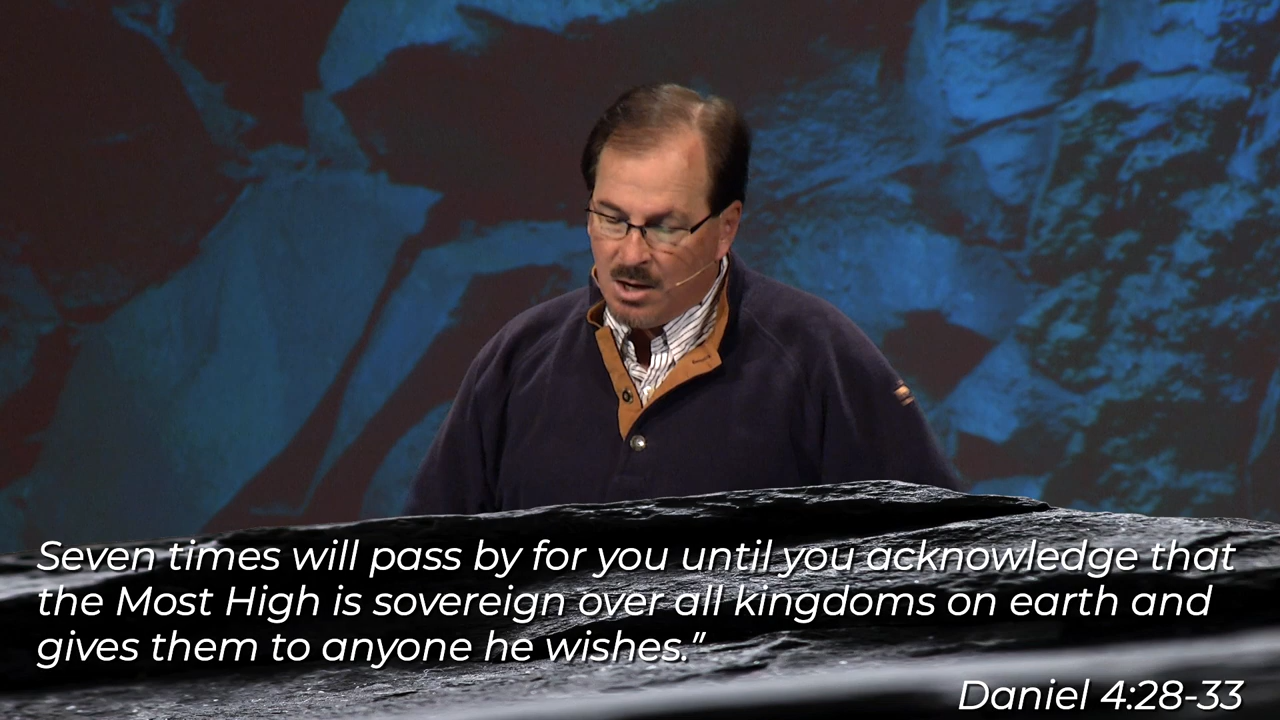 Seven times will pass by for you until you acknowledge that
the Most High is sovereign over all kingdoms on earth and
gives them to anyone he wishes.”
Daniel 4:28-33